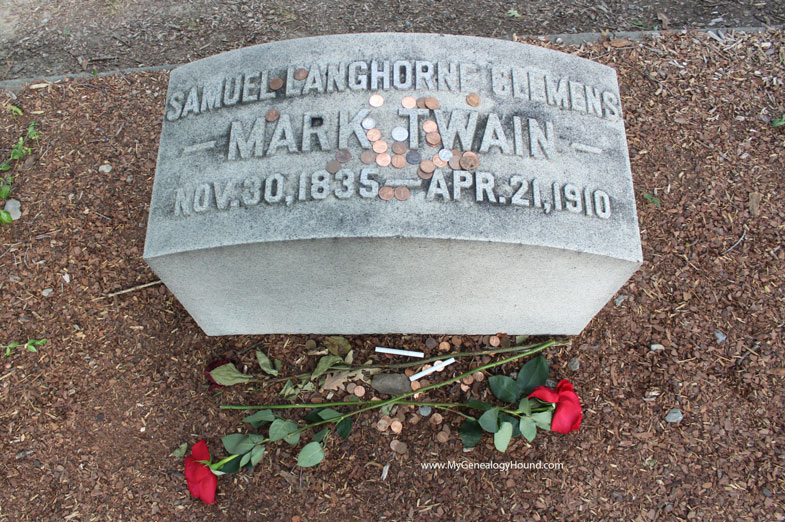 SAMUEL LANGHORNE CLEMENS
— MARK TWAIN —
NOV. 30, 1835 — APR. 21, 1910
www.MyGenealogyHound.com